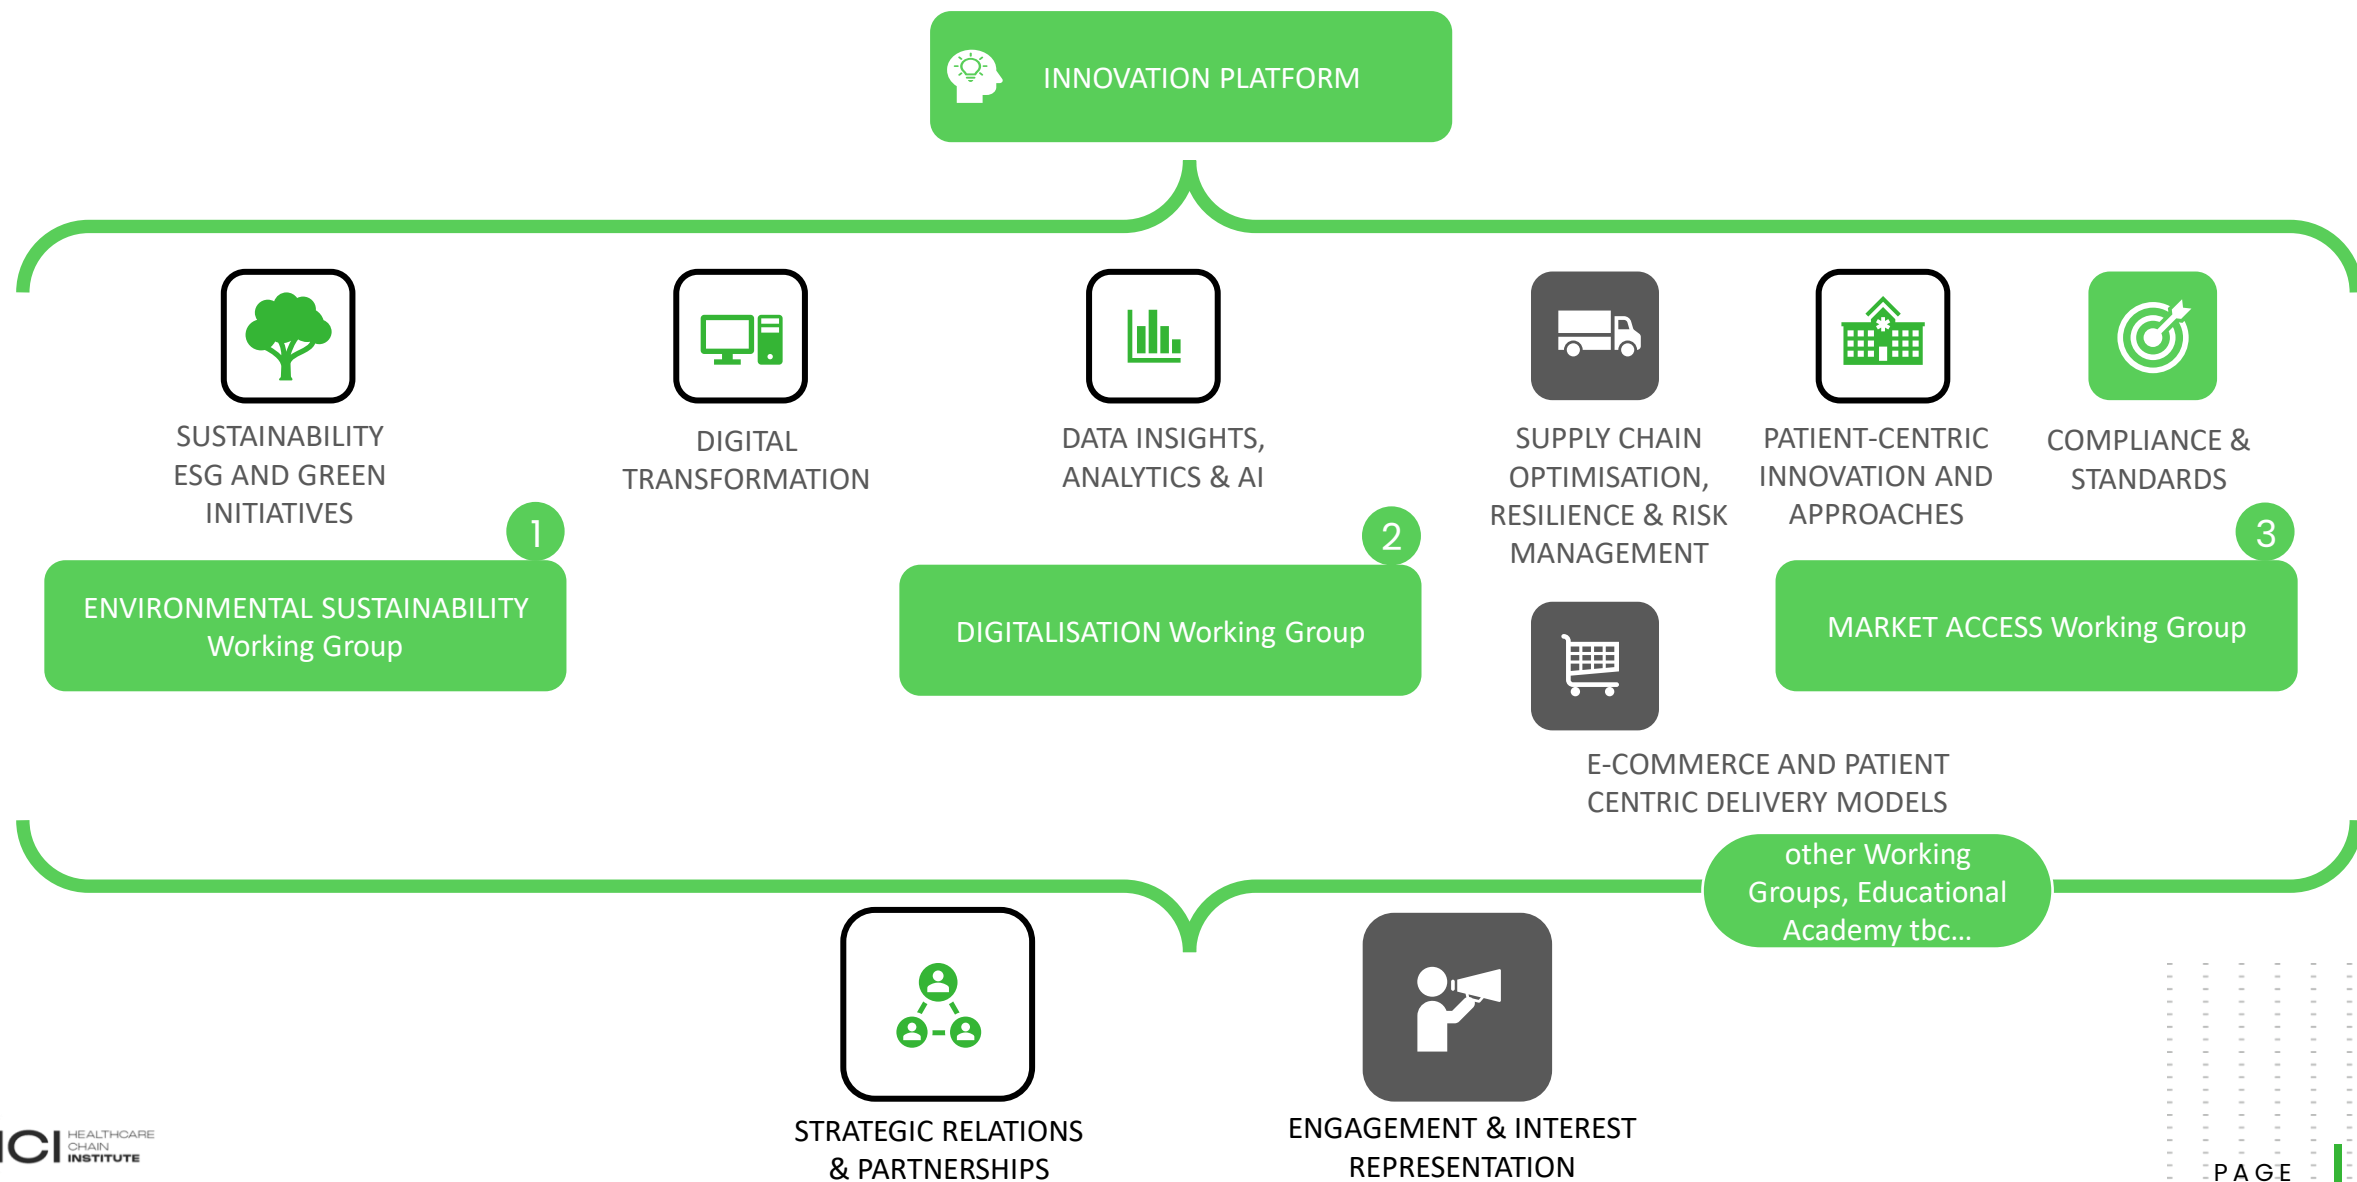 INNOVATION PLATFORM
SUSTAINABILITY
ESG AND GREEN
INITIATIVES
DIGITAL
TRANSFORMATION
DATA INSIGHTS,
ANALYTICS & AI
SUPPLY CHAIN
OPTIMISATION,
RESILIENCE & RISK
MANAGEMENT
PATIENT-CENTRIC
INNOVATION AND
APPROACHES
COMPLIANCE &
STANDARDS
1
ENVIRONMENTAL SUSTAINABILITY
Working Group
2
DIGITALISATION Working Group
3
MARKET ACCESS Working Group
E-COMMERCE AND PATIENT
CENTRIC DELIVERY MODELS
other Working
Groups, Educational
Academy tbc...
STRATEGIC RELATIONS
& PARTNERSHIPS
ENGAGEMENT & INTEREST
REPRESENTATION
CI
HEALTHCARE
CHAIN
INSTITUTE
PAGE